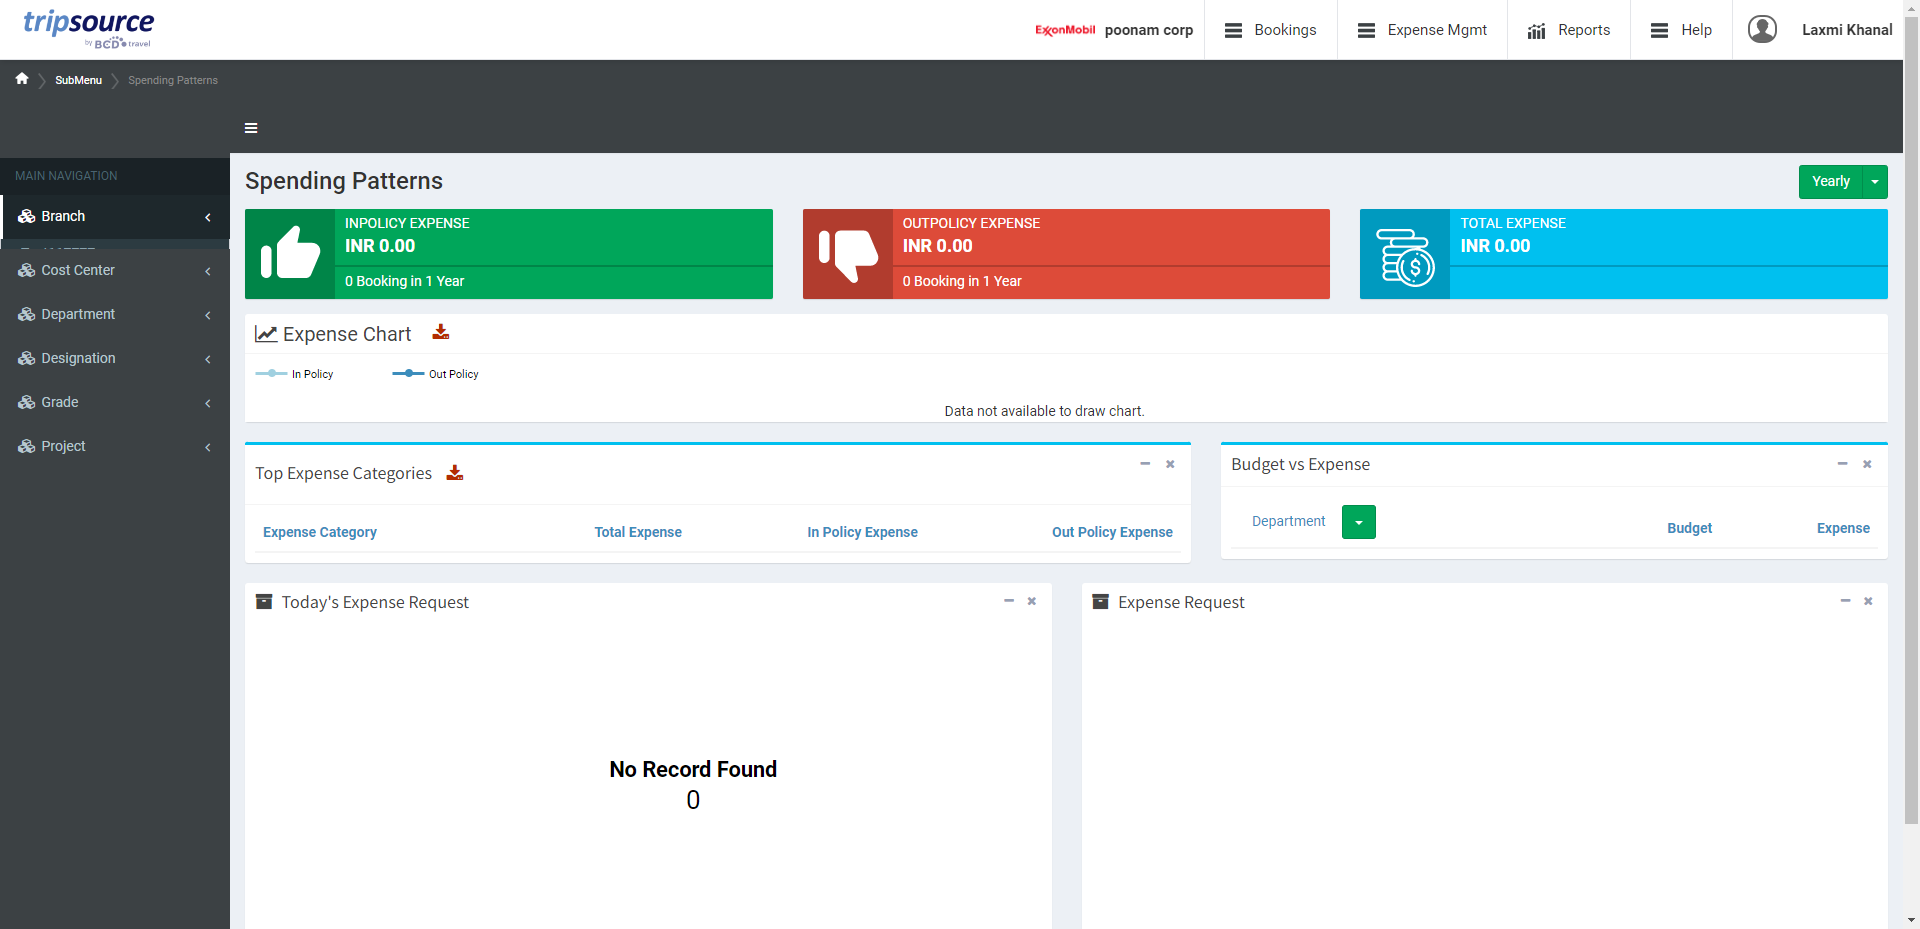 tripsource
by BCD travel
ExxonMobil poonam corp
Bookings
Expense Mgmt
Reports
Help
Laxmi Khanal
SubMenu
Spending Patterns
MAIN NAVIGATION
Branch
Cost Center
Department
Designation
Grade
Project
Spending Patterns
Yearly
INPOLICY EXPENSE
INR 0.00
0 Booking in 1 Year
OUTPOLICY EXPENSE
INR 0.00
0 Booking in 1 Year
TOTAL EXPENSE
INR 0.00
Expense Chart
In Policy
Out Policy
Data not available to draw chart.
Top Expense Categories
Expense Category Total Expense In Policy Expense Out Policy Expense
Budget vs Expense
Department Budget Expense
Today's Expense Request
No Record Found
0
Expense Request